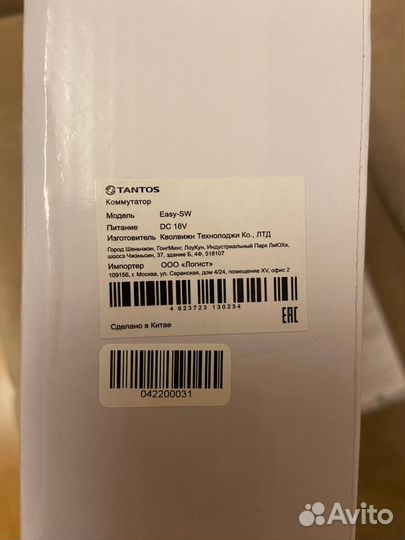 TANTOS
Коммутатор
Модель Easy-SW
Питание DC 18V
Изготовитель Кволвижн Технолоджи Ко., ЛТД
Город Шеньчжэн, ГонгМинг, ЛоуКун, Индустриальный Парк ЛиЮХе,
шоссе Чжэньсин, 37, здание Б, 4Ф, 518107
Импортер ООО «Логист»
109156, г. Москва, ул. Саранская, дом 4/24, помещение XV, офис 2
4 623723 130234
EAC
Сделано в Китае
042200031
Avito